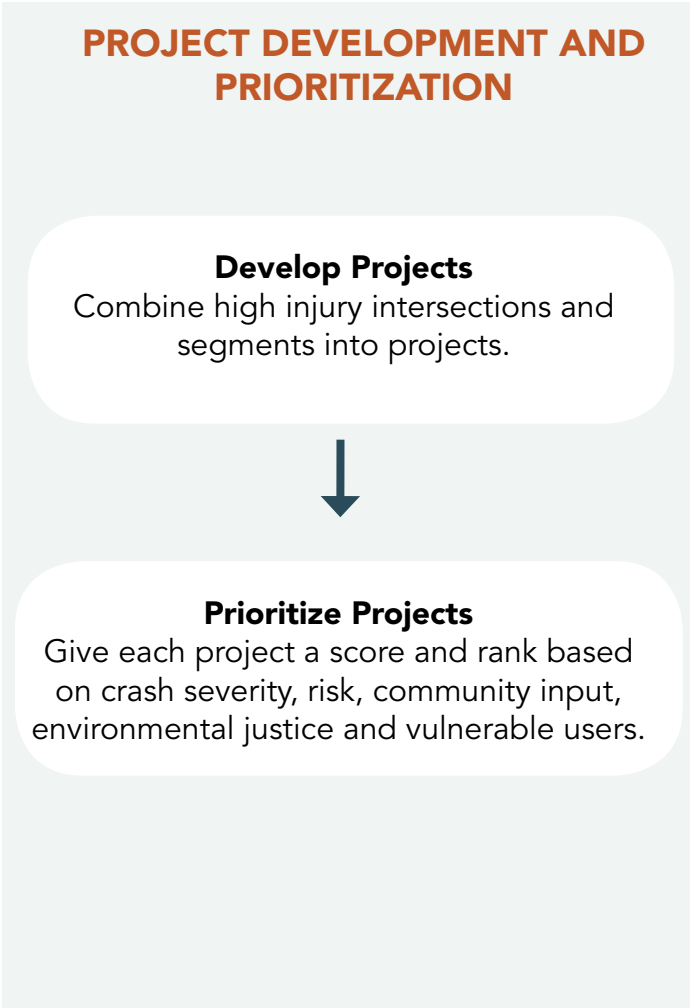 PROJECT DEVELOPMENT AND
PRIORITIZATION
Develop Projects
Combine high injury intersections and
segments into projects.
Prioritize Projects
Give each project a score and rank based
on crash severity, risk, community input,
environmental justice and vulnerable users.